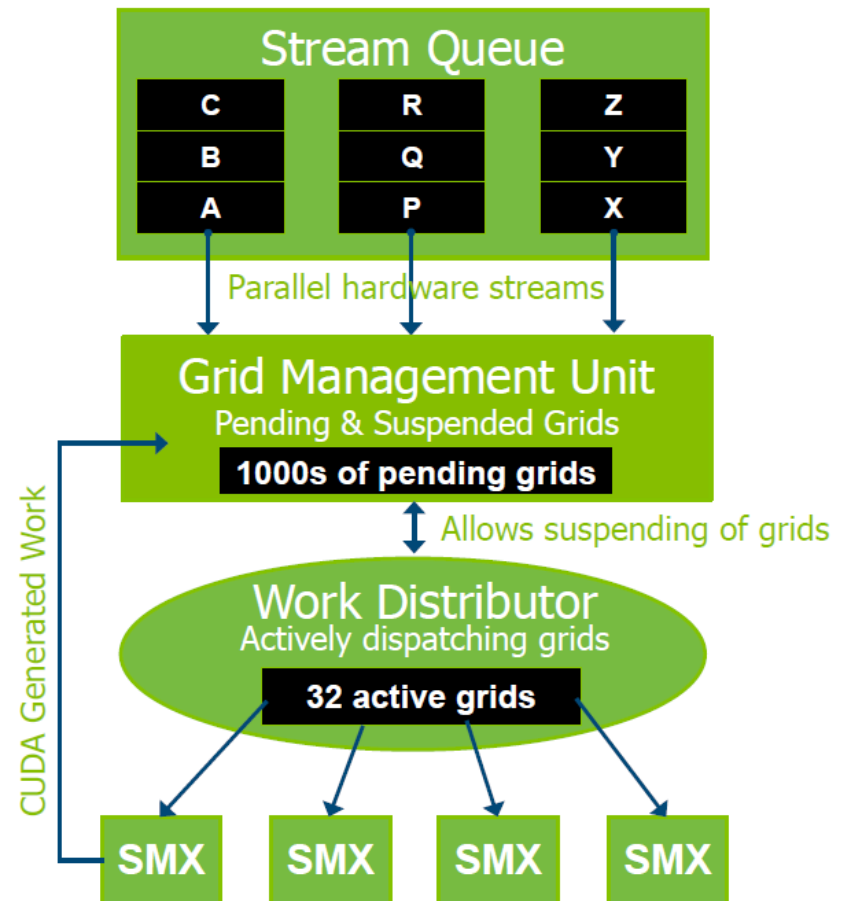 Stream Queue
C
R
Z
B
Q
Y
A
P
X
Parallel hardware streams
Grid Management Unit
Pending & Suspended Grids
1000s of pending grids
CUDA Generated Work
Allows suspending of grids
Work Distributor
Actively dispatching grids
32 active grids
SMX
SMX
SMX
SMX